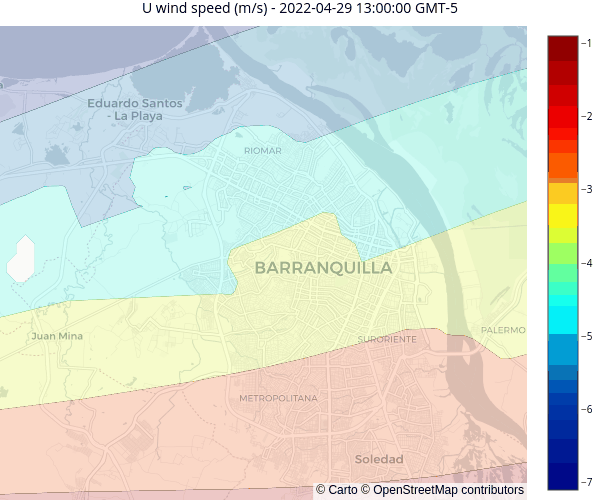 U wind speed (m/s) - 2022-04-29 13:00:00 GMT-5
Eduardo Santos
- La Playa
RIOMAR
BARRANQUILLA
Juan Mina
SURORIENTE
PALERMO
METROPOLITANA
Soledad
© Carto © OpenStreetMap contributors
−1
−2
−3
−4
−5
−6
−7